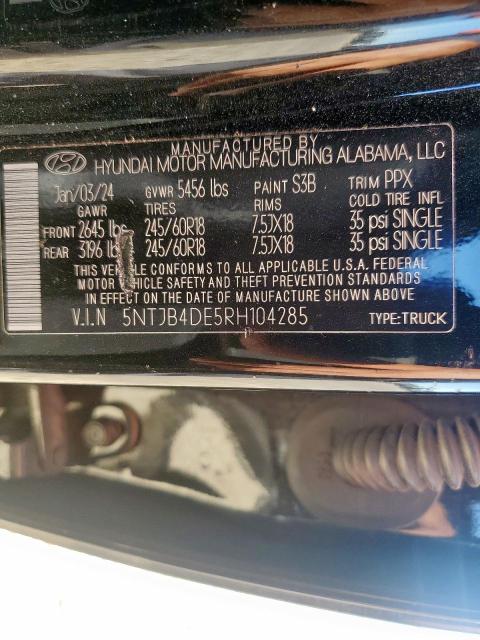 MANUFACTURED BY
HYUNDAI MOTOR MANUFACTURING ALABAMA, LLC
Jan/03/24 GVWR 5456 lbs PAINT S3B TRIM PPX
GAWR TIRES RIMS COLD TIRE INFL
FRONT 2645 lbs 245/60R18 7.5JX18 35 psi SINGLE
REAR 3196 lbs 245/60R18 7.5JX18 35 psi SINGLE
THIS VEHICLE CONFORMS TO ALL APPLICABLE U.S.A. FEDERAL
MOTOR VEHICLE SAFETY AND THEFT PREVENTION STANDARDS
IN EFFECT ON THE DATE OF MANUFACTURE SHOWN ABOVE
V.I.N 5NTJB4DE5RH104285 TYPE:TRUCK